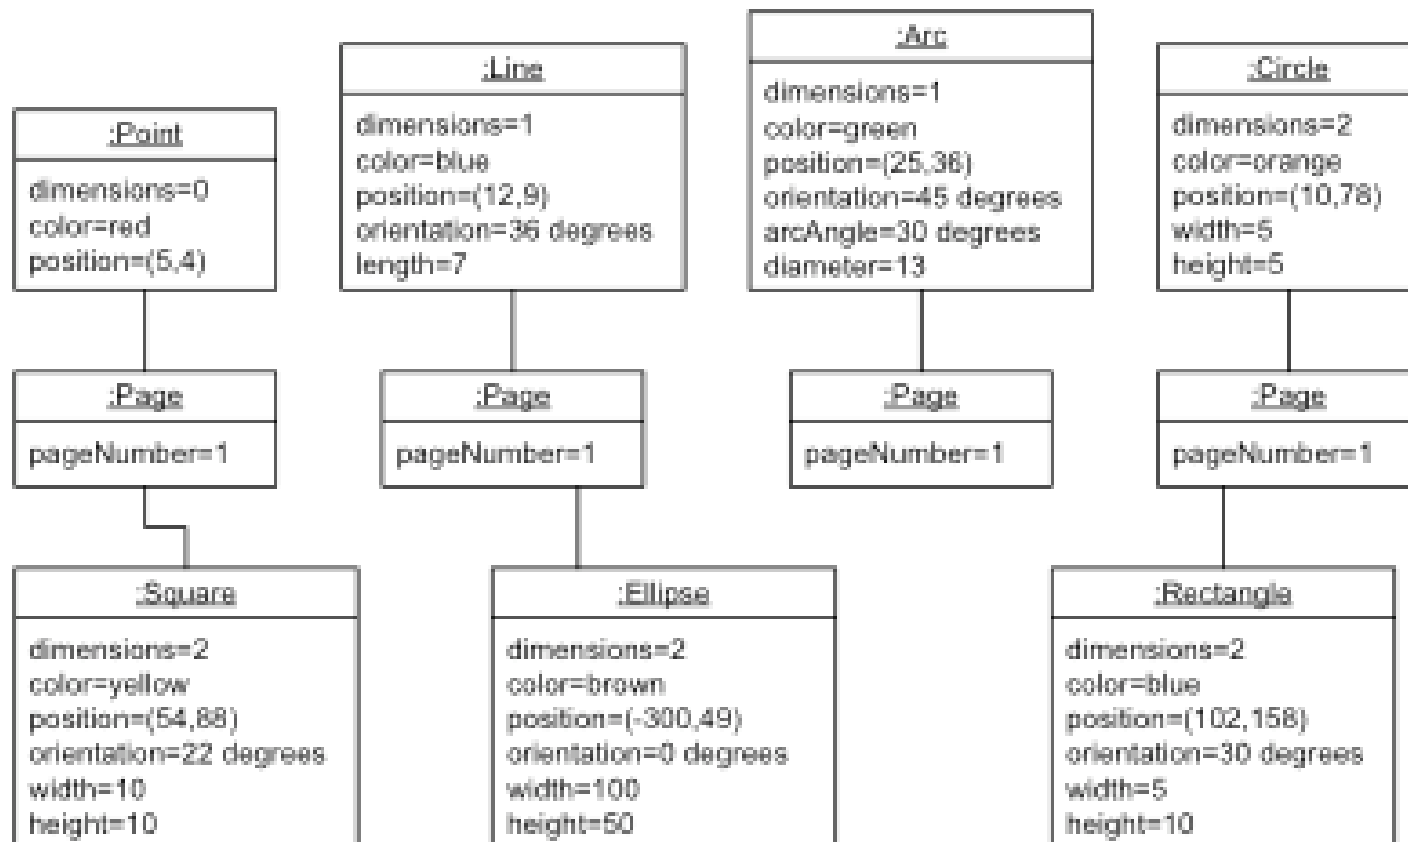 :Point
dimensions=0
color=red
position=(5,4)
:Line
dimensions=1
color=blue
position=(12,9)
orientation=36 degrees
length=7
:Arc
dimensions=1
color=green
position=(25,36)
orientation=45 degrees
arcAngle=30 degrees
diameter=13
:Circle
dimensions=2
color=orange
position=(10,78)
width=5
height=5
:Page
pageNumber=1
:Page
pageNumber=1
:Page
pageNumber=1
:Page
pageNumber=1
:Square
dimensions=2
color=yellow
position=(54,88)
orientation=22 degrees
width=10
height=10
:Ellipse
dimensions=2
color=brown
position=(-300,49)
orientation=0 degrees
width=100
height=50
:Rectangle
dimensions=2
color=blue
position=(102,158)
orientation=30 degrees
width=5
height=10